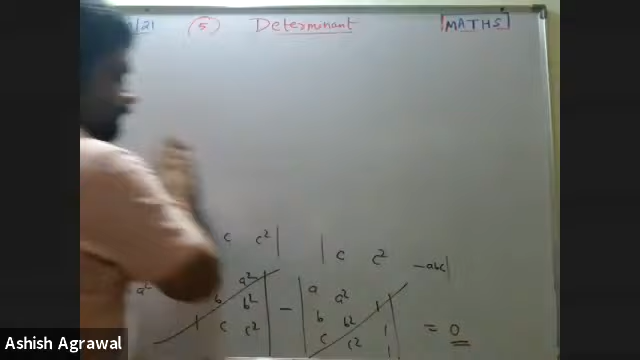 /21 5 Determinant MATHS
c c² | | c c² -abc|
a² b a² | a a²
1 b² - b b² 1 = 0
c c² | c c² 1
1
Ashish Agrawal